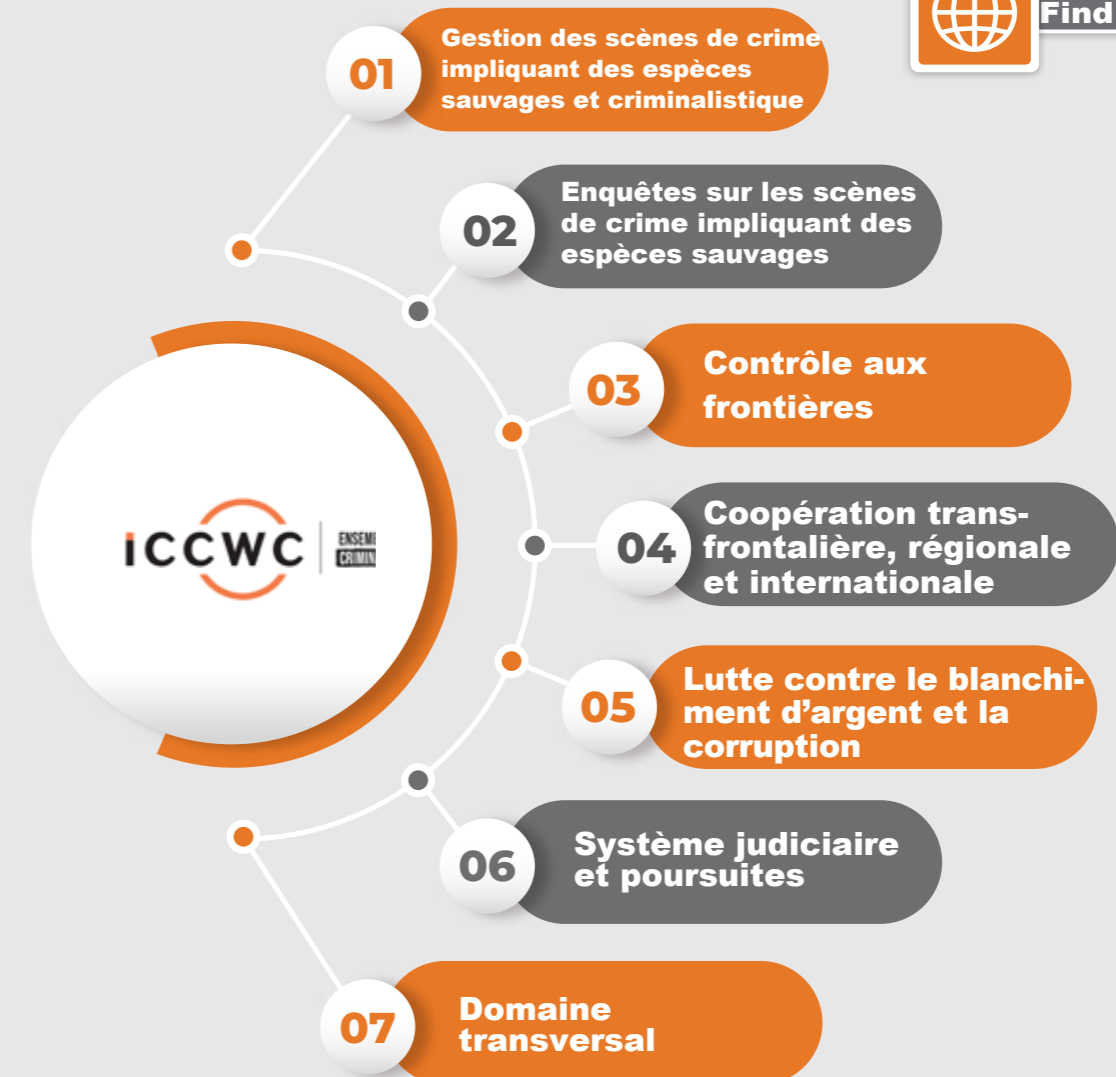 Find
01
Gestion des scènes de crime
impliquant des espèces
sauvages et criminalistique
02
Enquêtes sur les scènes
de crime impliquant des
espèces sauvages
03
Contrôle aux
frontières
ICCWC
04
Coopération trans-
frontalière, régionale
et internationale
05
Lutte contre le blanchi-
ment d’argent et la
corruption
06
Système judiciaire
et poursuites
07
Domaine
transversal